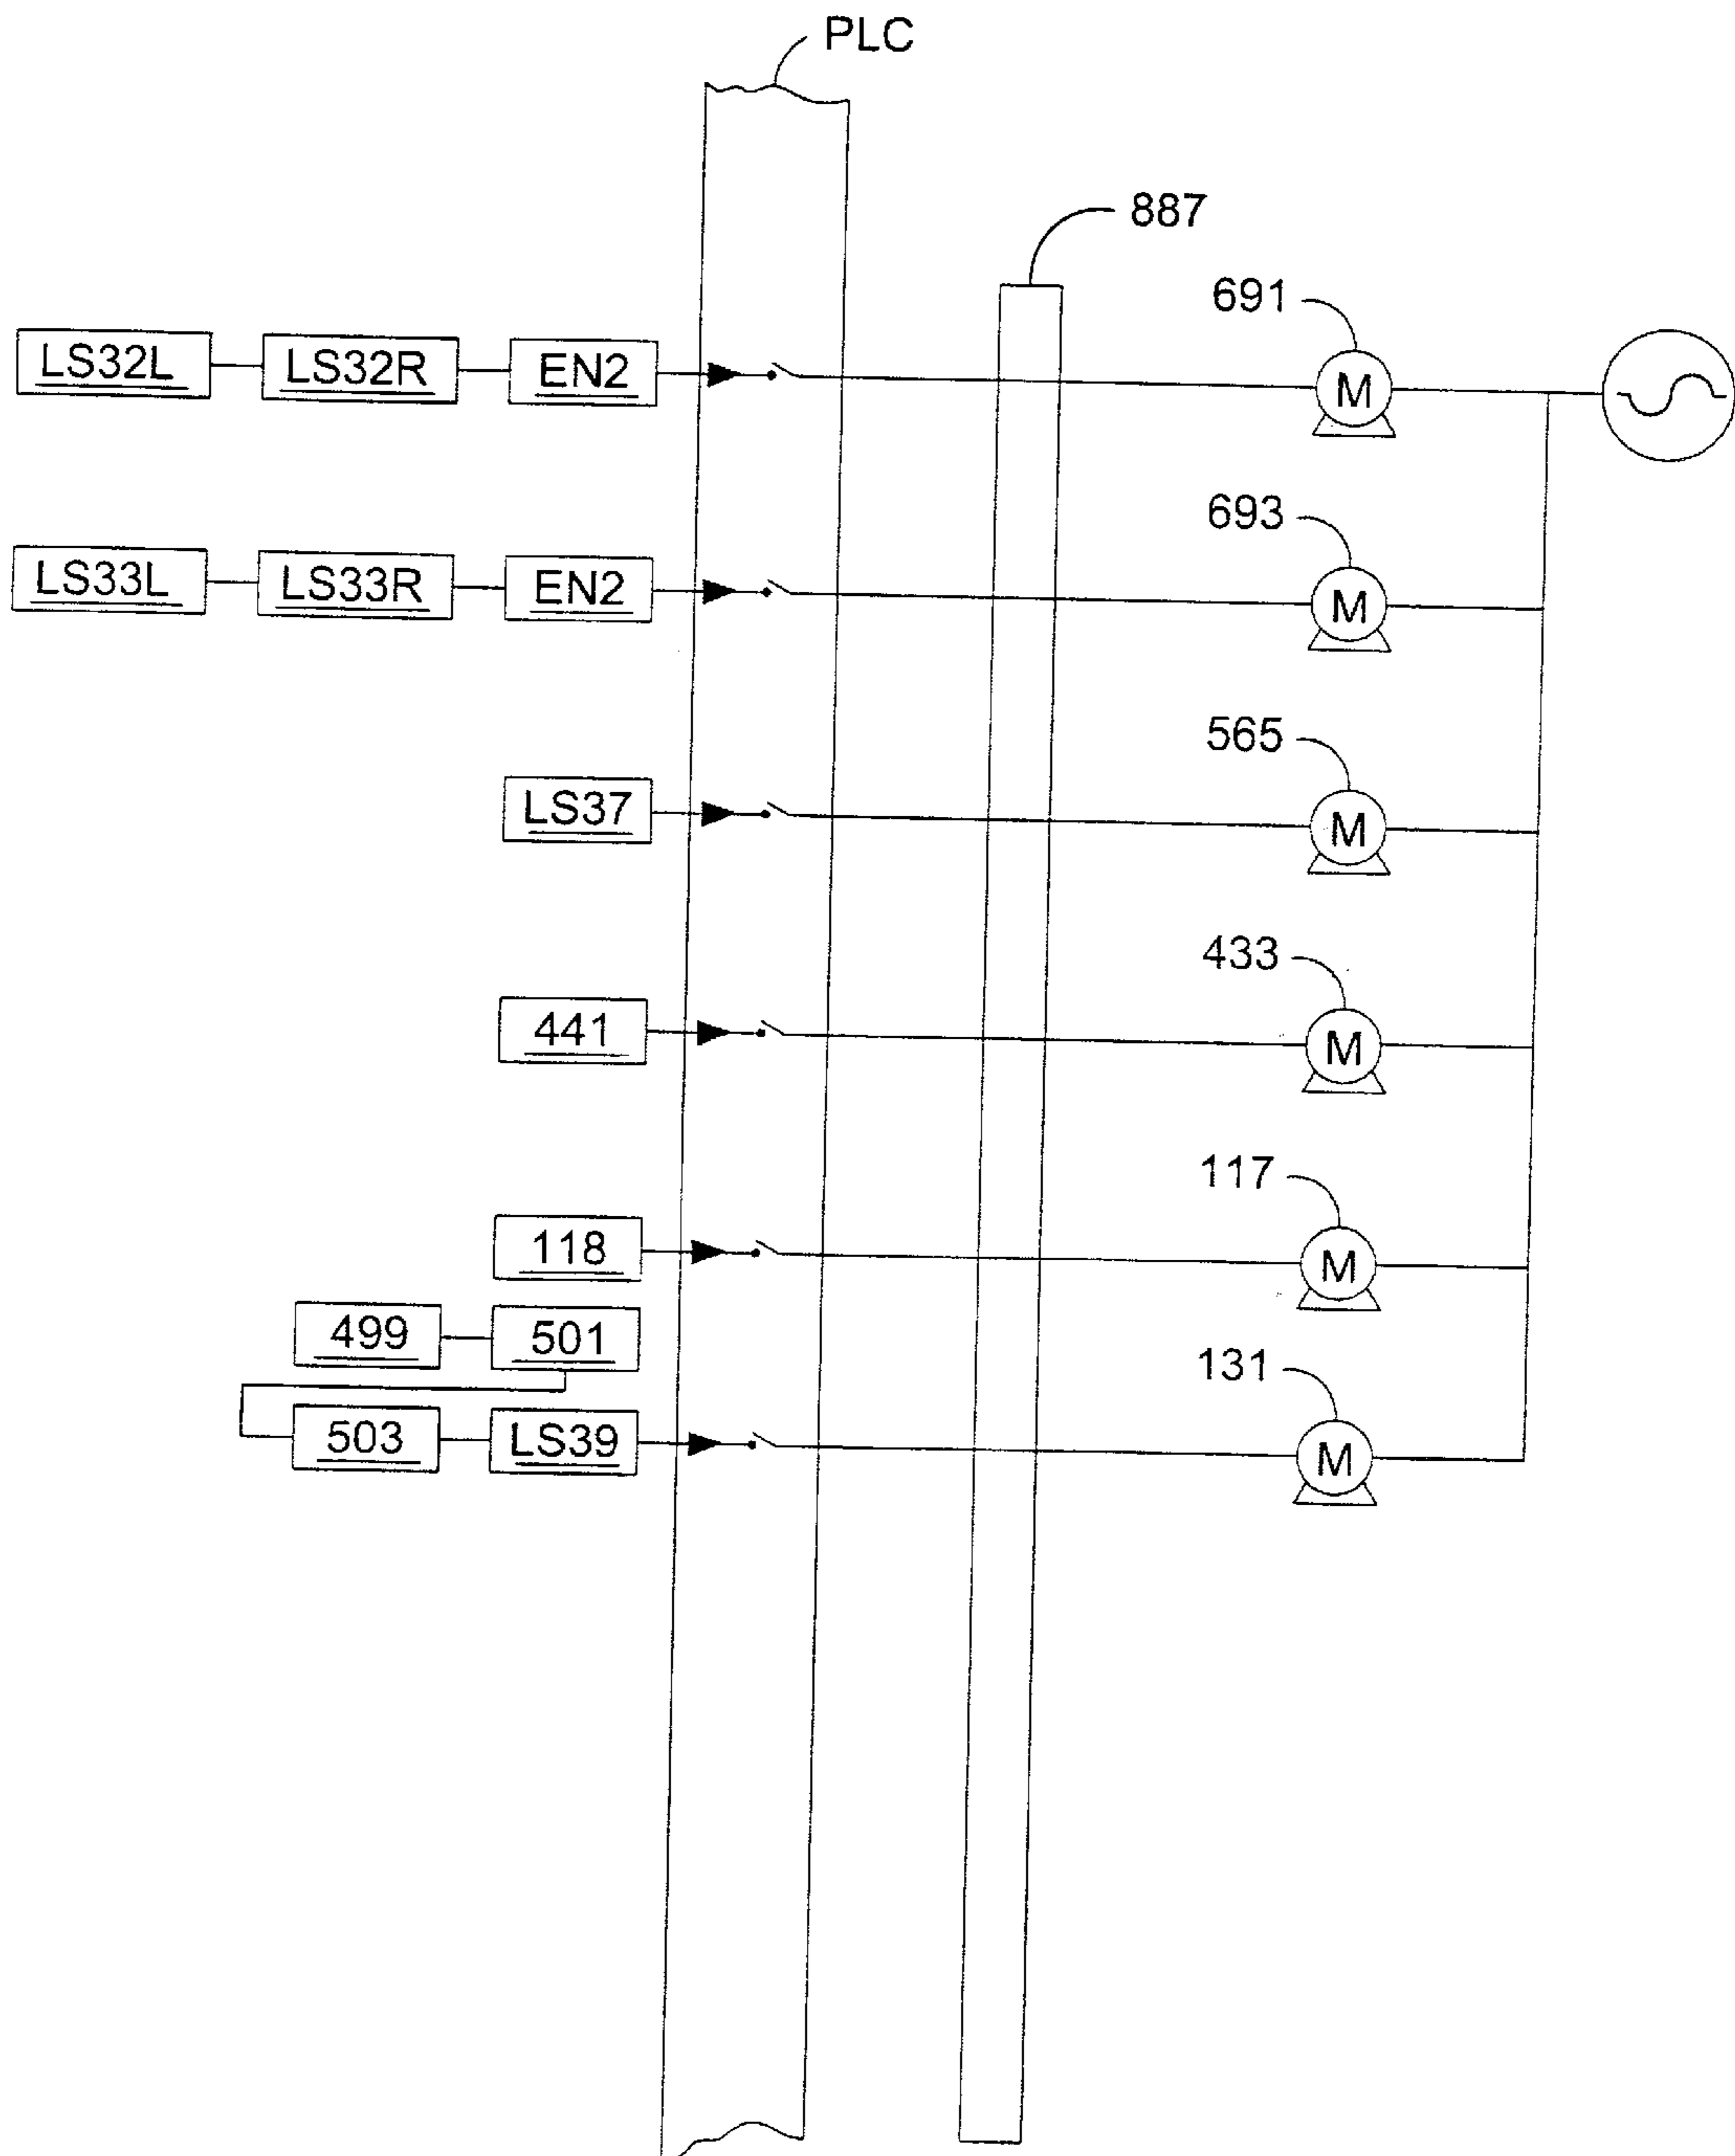 PLC
887
691
LS32L LS32R EN2 M
693
LS33L LS33R EN2 M
565
LS37 M
433
441 M
117
118 M
499 501
131
503 LS39 M